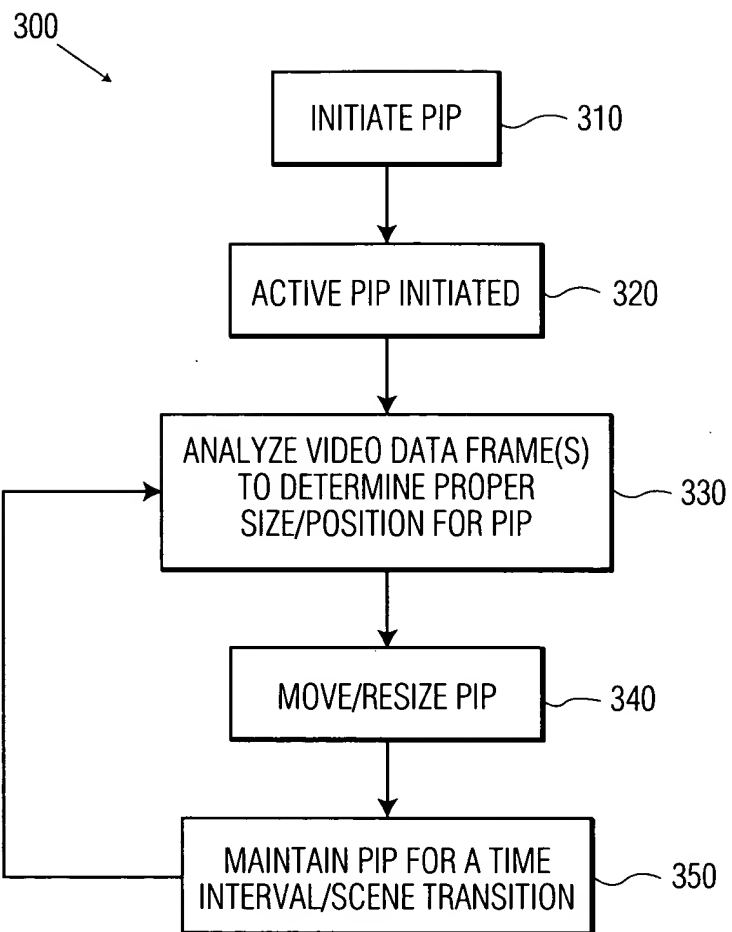 300
INITIATE PIP
310
ACTIVE PIP INITIATED
320
ANALYZE VIDEO DATA FRAME(S)
TO DETERMINE PROPER
SIZE/POSITION FOR PIP
330
MOVE/RESIZE PIP
340
MAINTAIN PIP FOR A TIME
INTERVAL/SCENE TRANSITION
350